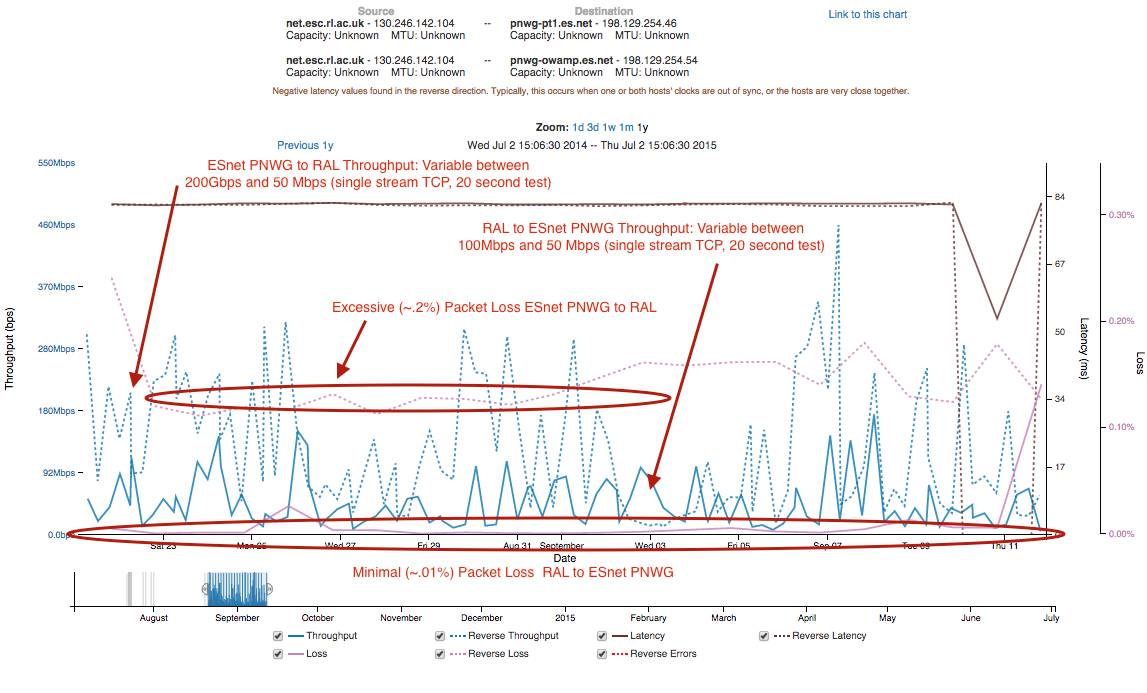 Source Destination
net.esc.rl.ac.uk - 130.246.142.104 -- pnwg-pt1.es.net - 198.129.254.46
Capacity: Unknown MTU: Unknown Capacity: Unknown MTU: Unknown
Link to this chart
net.esc.rl.ac.uk - 130.246.142.104 -- pnwg-owamp.es.net - 198.129.254.54
Capacity: Unknown MTU: Unknown Capacity: Unknown MTU: Unknown
Negative latency values found in the reverse direction. Typically, this occurs when one or both hosts' clocks are out of sync, or the hosts are very close together.
Zoom: 1d 3d 1w 1m 1y
Previous 1y Wed Jul 2 15:06:30 2014 -- Thu Jul 2 15:06:30 2015
ESnet PNWG to RAL Throughput: Variable between
200Gbps and 50 Mbps (single stream TCP, 20 second test)
RAL to ESnet PNWG Throughput: Variable between
100Mbps and 50 Mbps (single stream TCP, 20 second test)
Excessive (~.2%) Packet Loss ESnet PNWG to RAL
Throughput (bps)
550Mbps
460Mbps
370Mbps
280Mbps
180Mbps
92Mbps
0.0bps
84
67
50
34
17
Latency (ms)
0.30%
0.20%
0.10%
0.00%
Loss
Sat 23 Mon 25 Wed 27 Fri 29 Aug 31 September Wed 03 Fri 05 Sep 07 Tue 09 Thu 11
Date
Minimal (~.01%) Packet Loss RAL to ESnet PNWG
August September October November December 2015 February March April May June July
Throughput Reverse Throughput Latency Reverse Latency
Loss Reverse Loss Reverse Errors